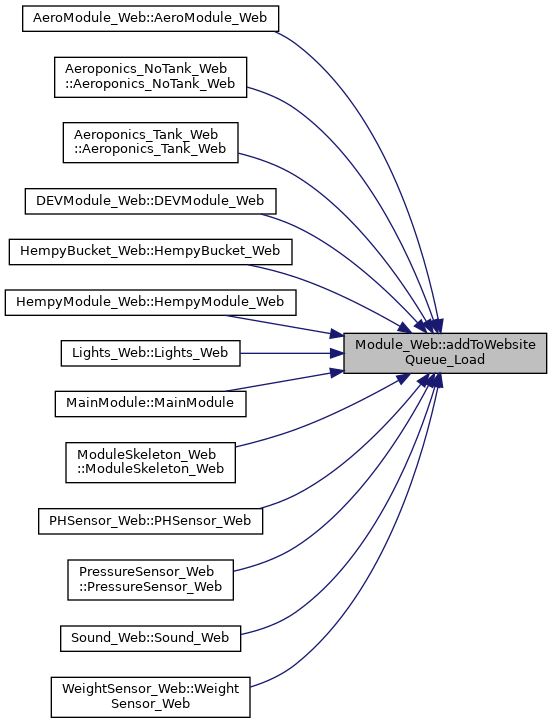 AeroModule_Web::AeroModule_Web
Aeroponics_NoTank_Web
::Aeroponics_NoTank_Web
Aeroponics_Tank_Web
::Aeroponics_Tank_Web
DEVModule_Web::DEVModule_Web
HempyBucket_Web::HempyBucket_Web
HempyModule_Web::HempyModule_Web
Module_Web::addToWebsite
Queue_Load
Lights_Web::Lights_Web
MainModule::MainModule
ModuleSkeleton_Web
::ModuleSkeleton_Web
PHSensor_Web::PHSensor_Web
PressureSensor_Web
::PressureSensor_Web
Sound_Web::Sound_Web
WeightSensor_Web::Weight
Sensor_Web